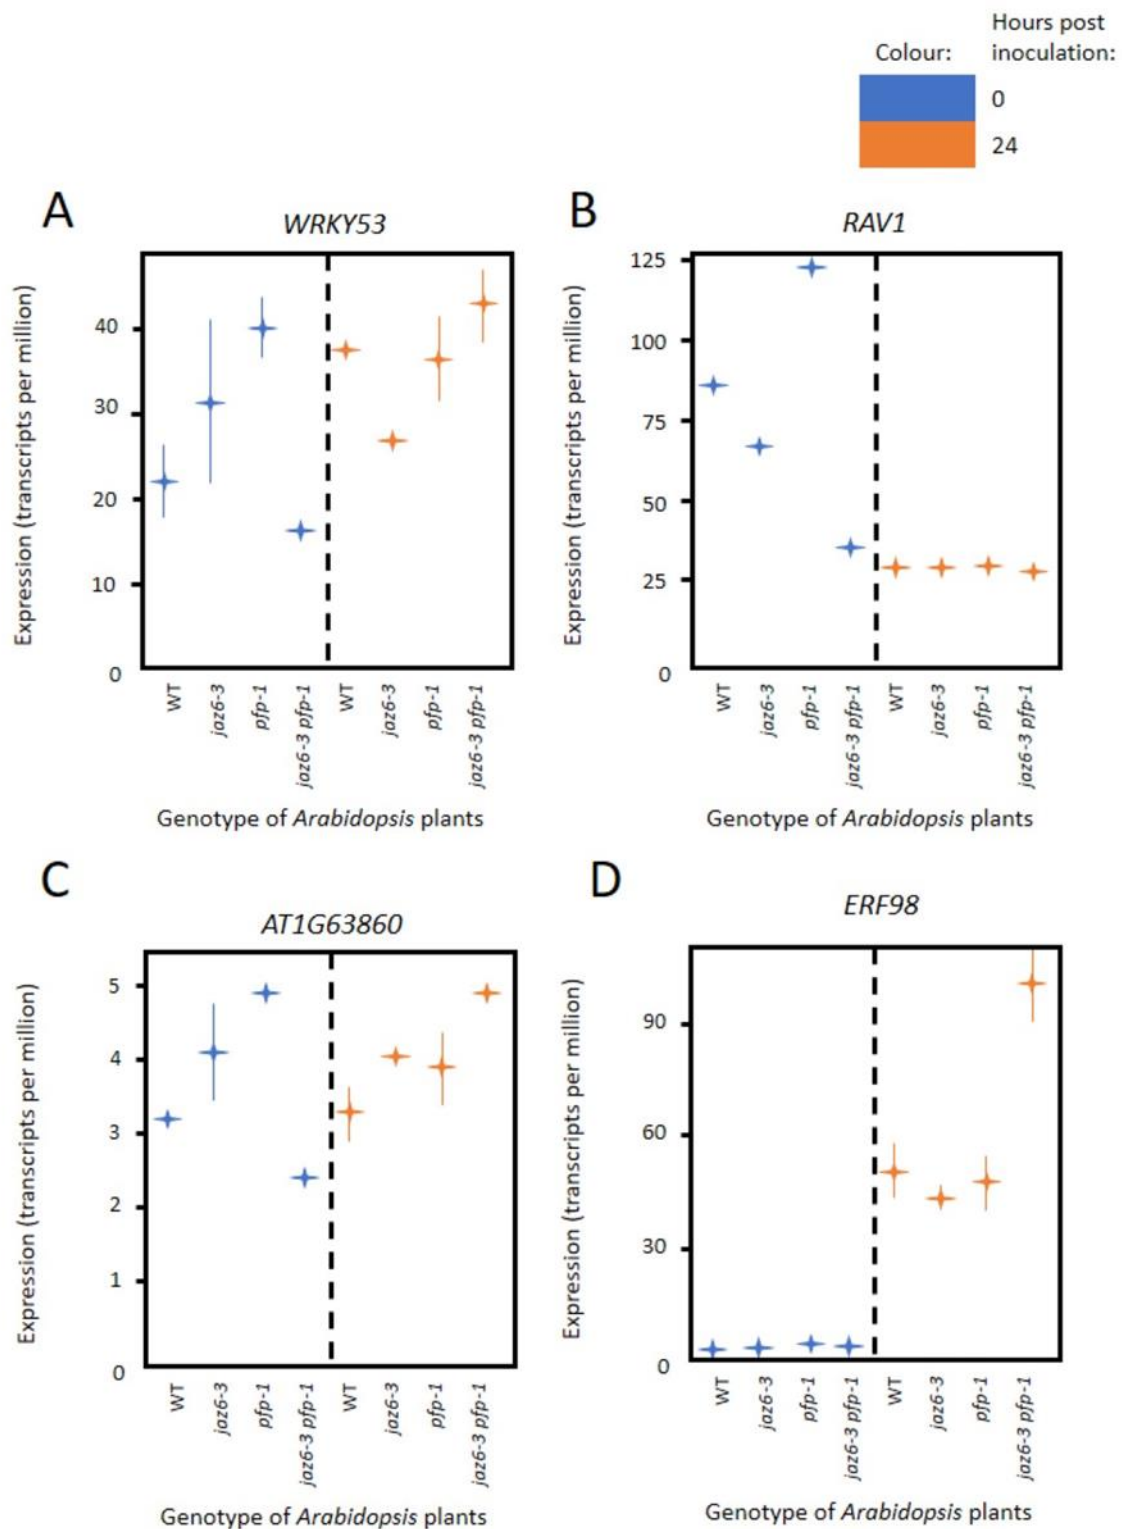 Hours post
Colour: inoculation:
0
24
A
WRKY53
Expression (transcripts per million)
40
30
20
10
0
WT
jaz6-3
pfp-1
jaz6-3 pfp-1
WT
jaz6-3
pfp-1
jaz6-3 pfp-1
Genotype of Arabidopsis plants
B
RAV1
Expression (transcripts per million)
125
100
75
50
25
0
WT
jaz6-3
pfp-1
jaz6-3 pfp-1
WT
jaz6-3
pfp-1
jaz6-3 pfp-1
Genotype of Arabidopsis plants
C
AT1G63860
Expression (transcripts per million)
5
4
3
2
1
0
WT
jaz6-3
pfp-1
jaz6-3 pfp-1
WT
jaz6-3
pfp-1
jaz6-3 pfp-1
Genotype of Arabidopsis plants
D
ERF98
Expression (transcripts per million)
90
60
30
0
WT
jaz6-3
pfp-1
jaz6-3 pfp-1
WT
jaz6-3
pfp-1
jaz6-3 pfp-1
Genotype of Arabidopsis plants